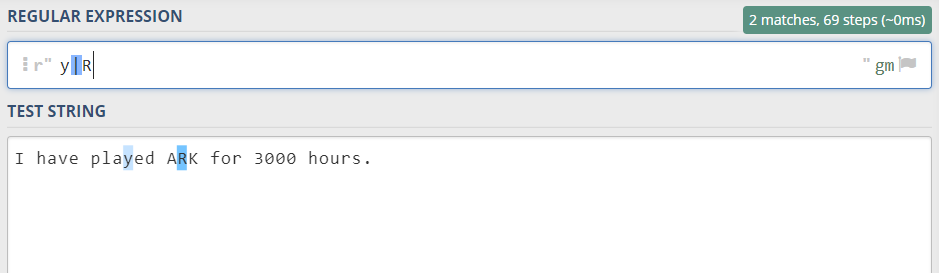 REGULAR EXPRESSION
2 matches, 69 steps (~0ms)
r" y|R " gm
TEST STRING
I have played ARK for 3000 hours.